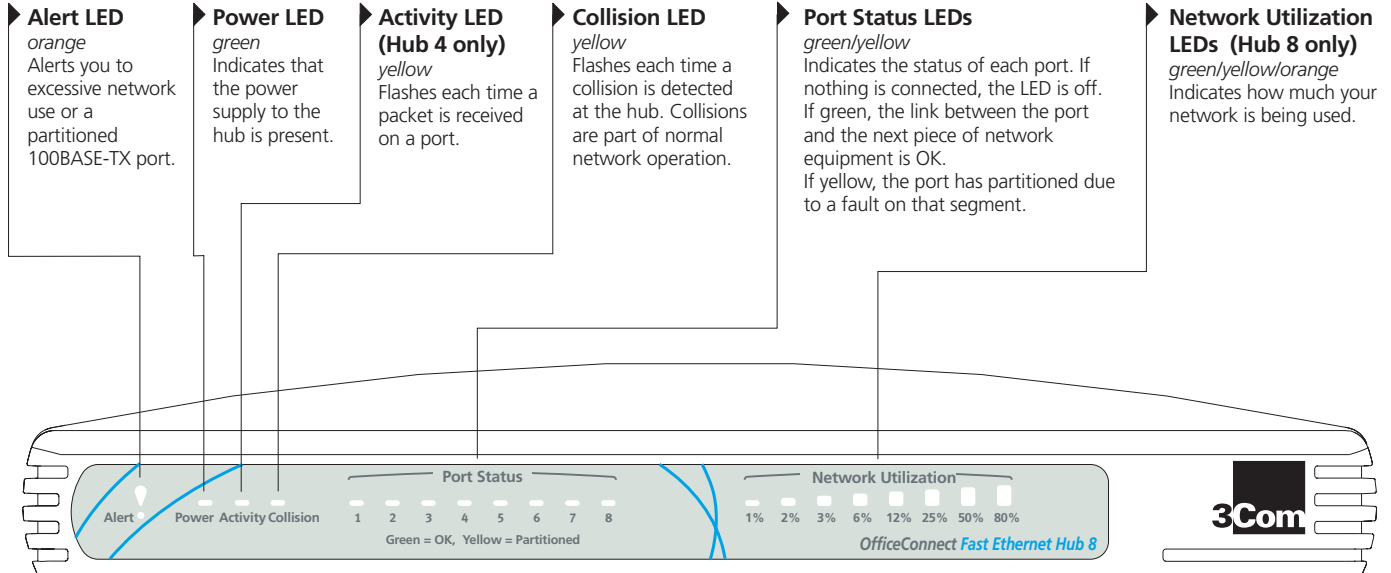 Alert LED
orange
Alerts you to
excessive network
use or a
partitioned
100BASE-TX port.
Power LED
green
Indicates that
the power
supply to the
hub is present.
Activity LED
(Hub 4 only)
yellow
Flashes each time a
packet is received
on a port.
Collision LED
yellow
Flashes each time a
collision is detected
at the hub. Collisions
are part of normal
network operation.
Port Status LEDs
green/yellow
Indicates the status of each port. If
nothing is connected, the LED is off.
If green, the link between the port
and the next piece of network
equipment is OK.
If yellow, the port has partitioned due
to a fault on that segment.
Network Utilization
LEDs (Hub 8 only)
green/yellow/orange
Indicates how much your
network is being used.
Alert
Power Activity Collision
Port Status
1 2 3 4 5 6 7 8
Green = OK, Yellow = Partitioned
Network Utilization
1% 2% 3% 6% 12% 25% 50% 80%
OfficeConnect Fast Ethernet Hub 8
3Com